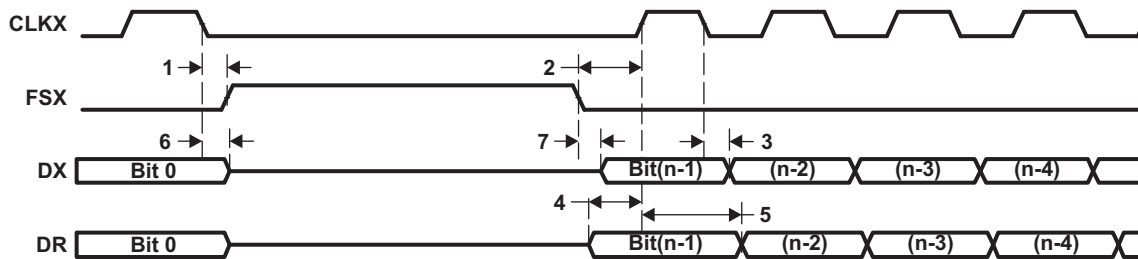 CLKX
1 2
FSX
6 7 3
DX Bit 0 Bit(n-1) (n-2) (n-3) (n-4)
4 5
DR Bit 0 Bit(n-1) (n-2) (n-3) (n-4)